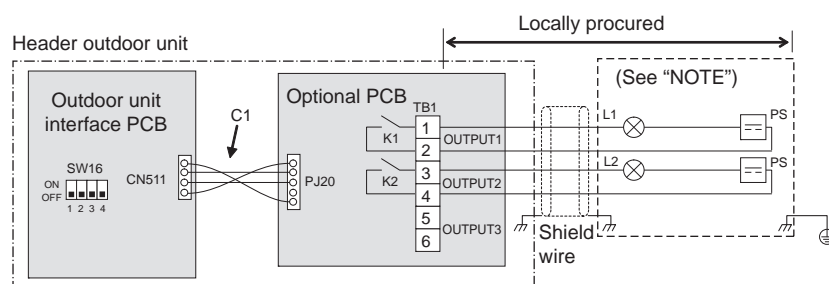 Locally procured
Header outdoor unit
(See “NOTE”)
Outdoor unit
interface PCB
C1
Optional PCB
TB1
L1
PS
1
K1
OUTPUT1
2
SW16
CN511
L2
PS
3
ON
OFF
PJ20
K2
OUTPUT2
4
1 2 3 4
5
OUTPUT3
6
Shield
wire